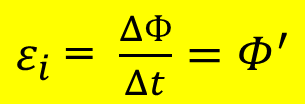 εᵢ = ΔΦ/Δt = Φ′